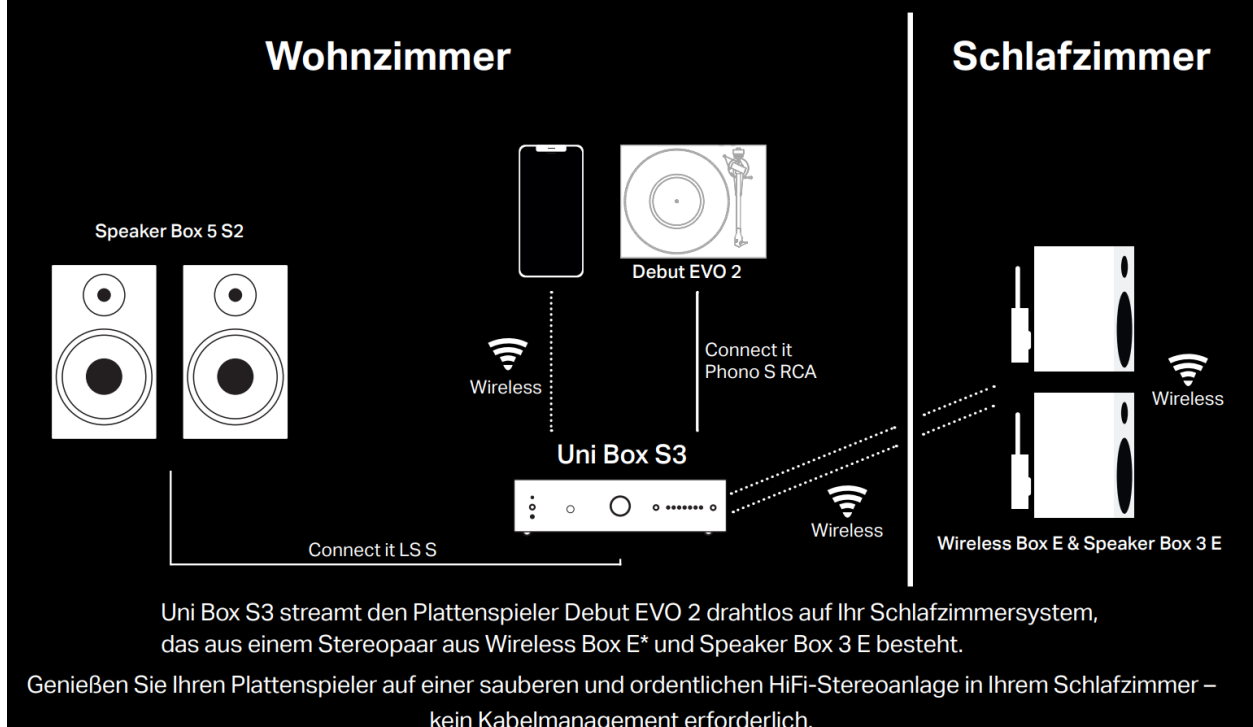 Wohnzimmer
Schlafzimmer
Speaker Box 5 S2
Debut EVO 2
Wireless
Connect it
Phono S RCA
Wireless
Uni Box S3
Wireless
Connect it LS S
Wireless Box E & Speaker Box 3 E
Uni Box S3 streamt den Plattenspieler Debut EVO 2 drahtlos auf Ihr Schlafzimmersystem,
das aus einem Stereopaar aus Wireless Box E* und Speaker Box 3 E besteht.
Genießen Sie Ihren Plattenspieler auf einer sauberen und ordentlichen HiFi-Stereoanlage in Ihrem Schlafzimmer –
kein Kabelmanagement erforderlich.